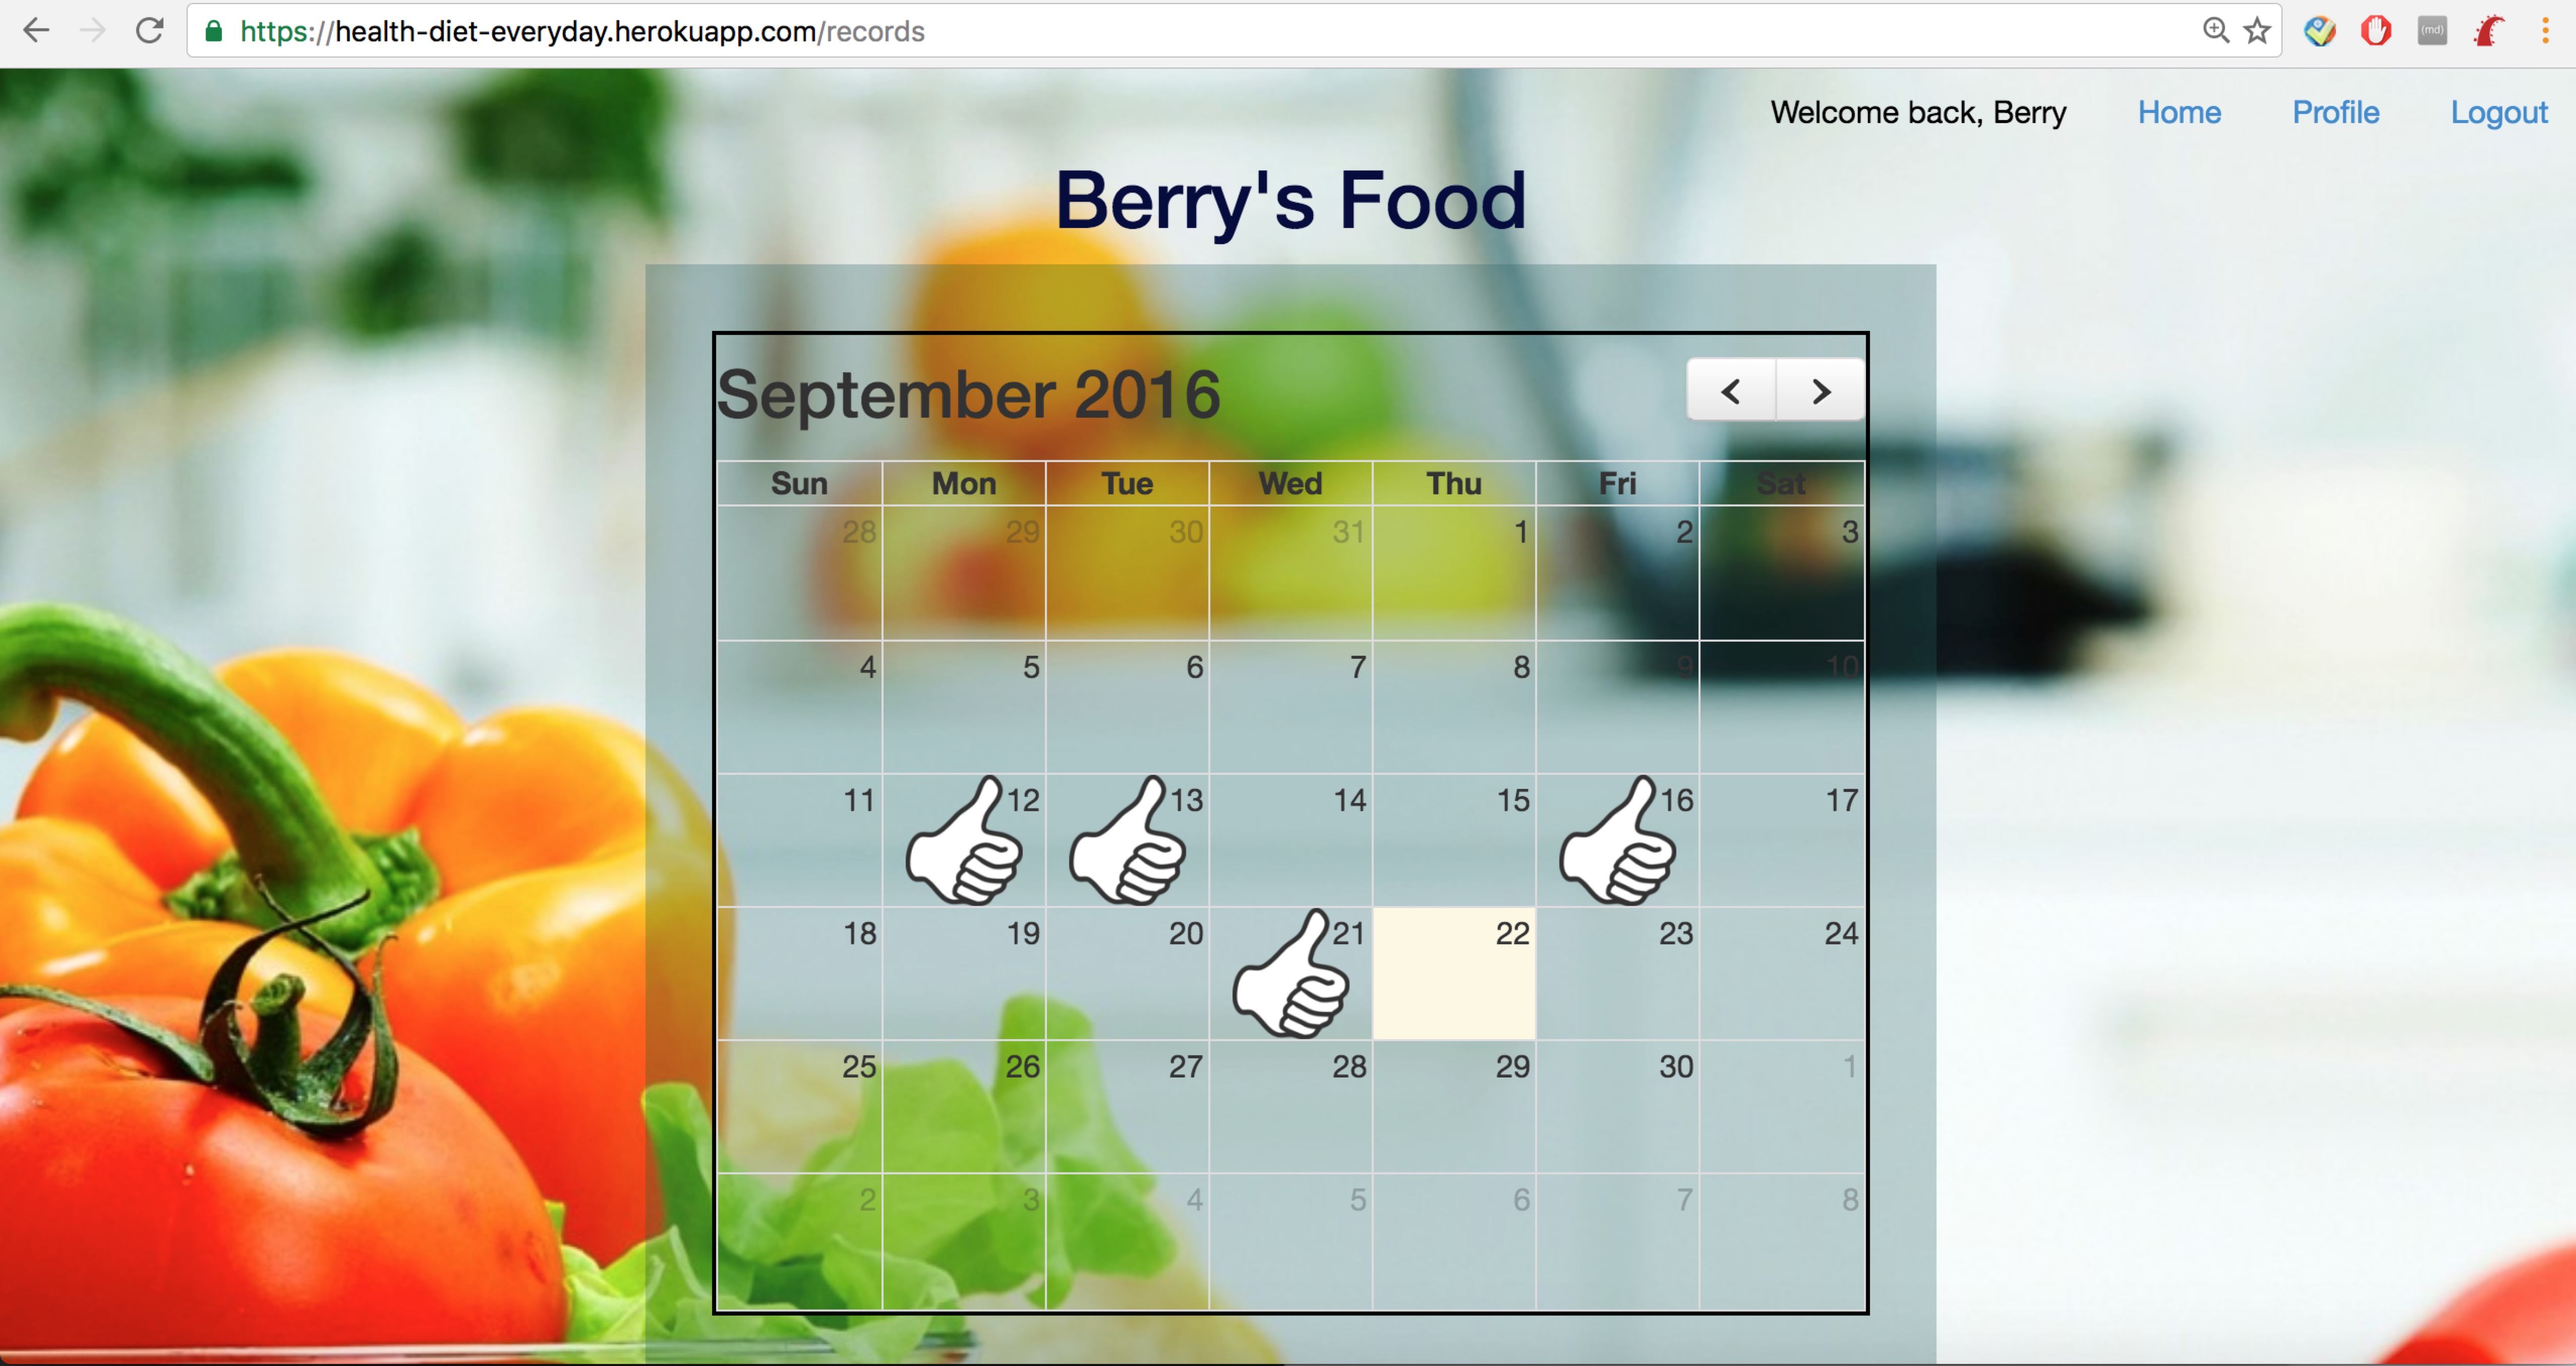 https://health-diet-everyday.herokuapp.com/records
(md)
Welcome back, Berry Home Profile Logout
Berry's Food
September 2016
Sun Mon Tue Wed Thu Fri Sat
28 29 30 31 1 2 3
4 5 6 7 8 9 10
11 12 13 14 15 16 17
18 19 20 21 22 23 24
25 26 27 28 29 30 1
2 3 4 5 6 7 8